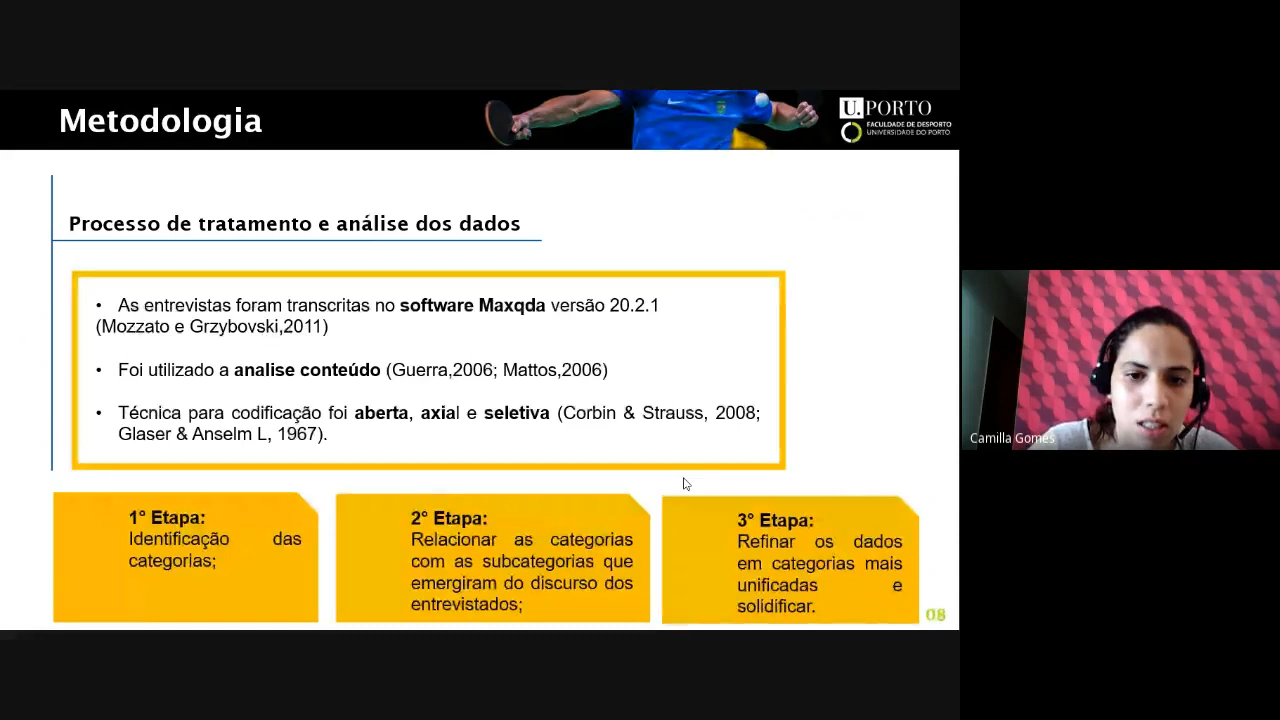 Metodologia
U. PORTO
FACULDADE DE DESPORTO
UNIVERSIDADE DO PORTO
Processo de tratamento e análise dos dados
• As entrevistas foram transcritas no software Maxqda versão 20.2.1
(Mozzato e Grzybovski,2011)
• Foi utilizado a analise conteúdo (Guerra,2006; Mattos,2006)
• Técnica para codificação foi aberta, axial e seletiva (Corbin & Strauss, 2008;
Glaser & Anselm L, 1967).
1° Etapa:
Identificação das
categorias;
2° Etapa:
Relacionar as categorias
com as subcategorias que
emergiram do discurso dos
entrevistados;
3° Etapa:
Refinar os dados
em categorias mais
unificadas e
solidificar.
08
Camilla Gomes